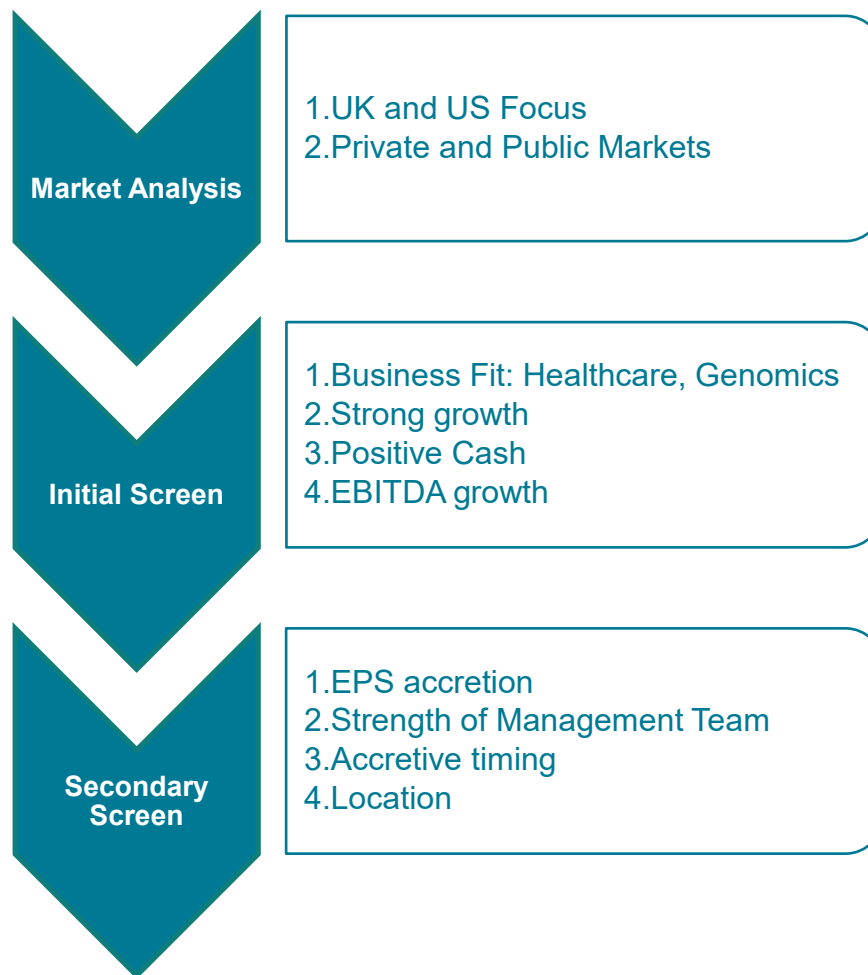 Market Analysis
1.UK and US Focus
2.Private and Public Markets
Initial Screen
1.Business Fit: Healthcare, Genomics
2.Strong growth
3.Positive Cash
4.EBITDA growth
Secondary
Screen
1.EPS accretion
2.Strength of Management Team
3.Accretive timing
4.Location